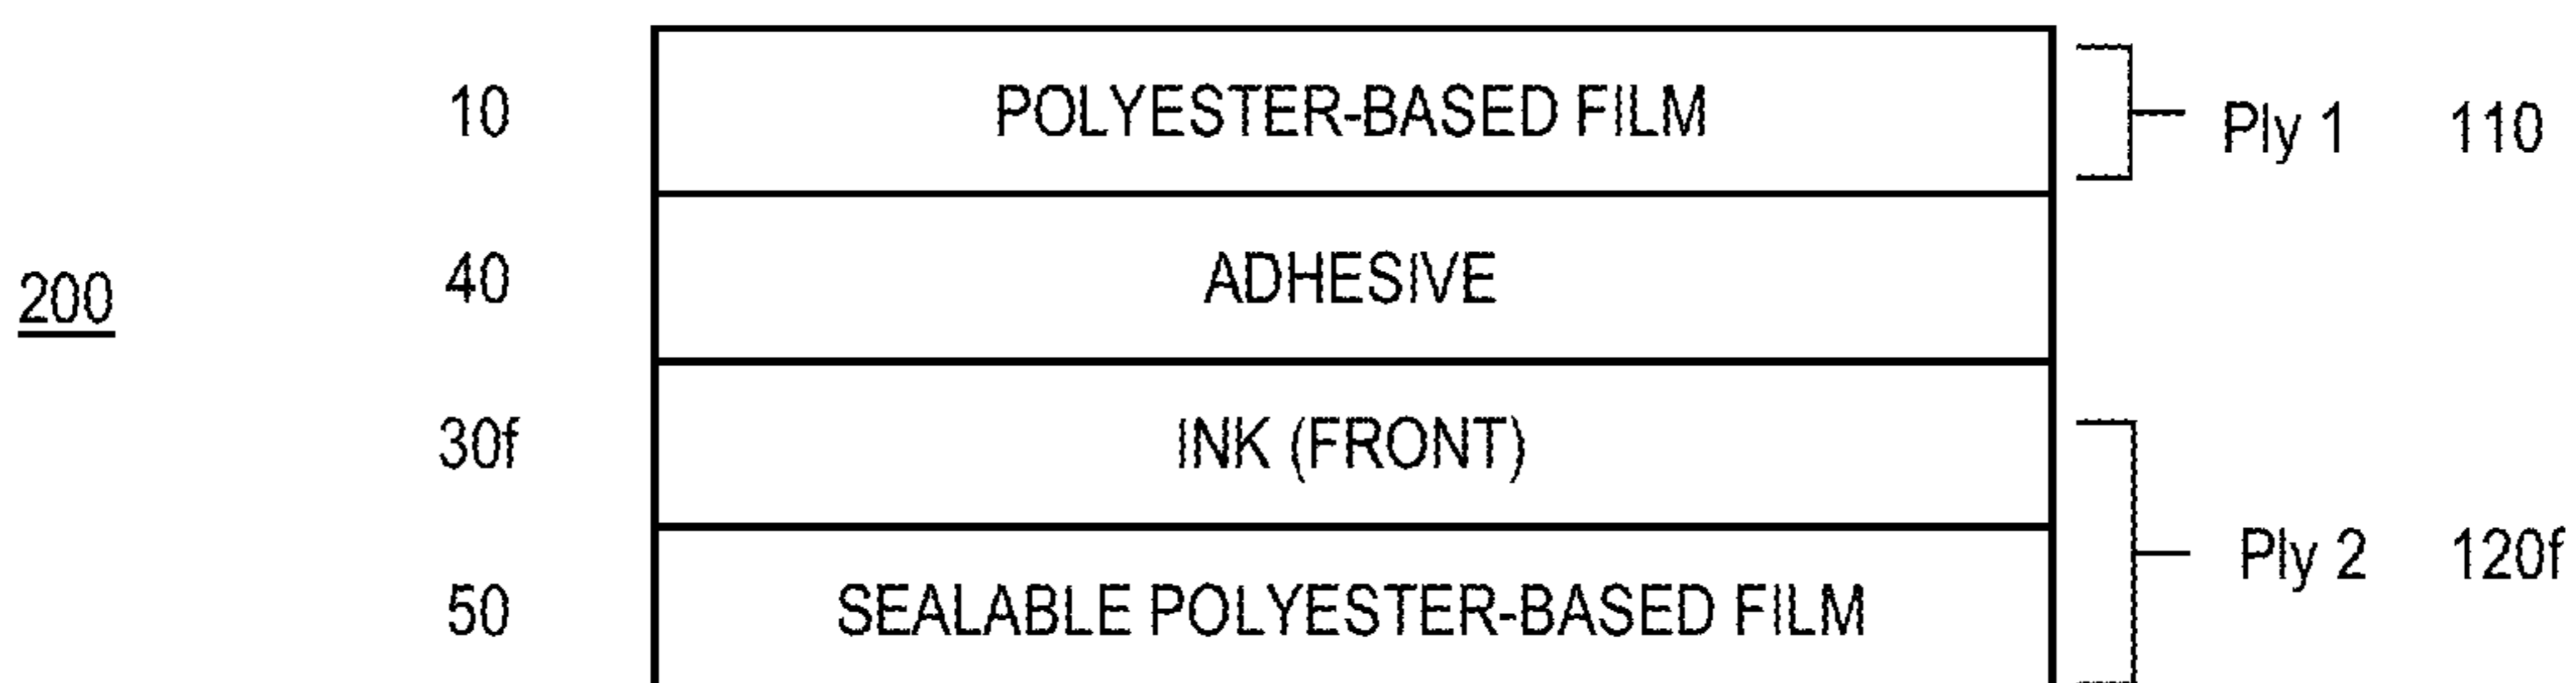 10 POLYESTER-BASED FILM Ply 1 110
40 ADHESIVE
200
30f INK (FRONT)
Ply 2 120f
50 SEALABLE POLYESTER-BASED FILM